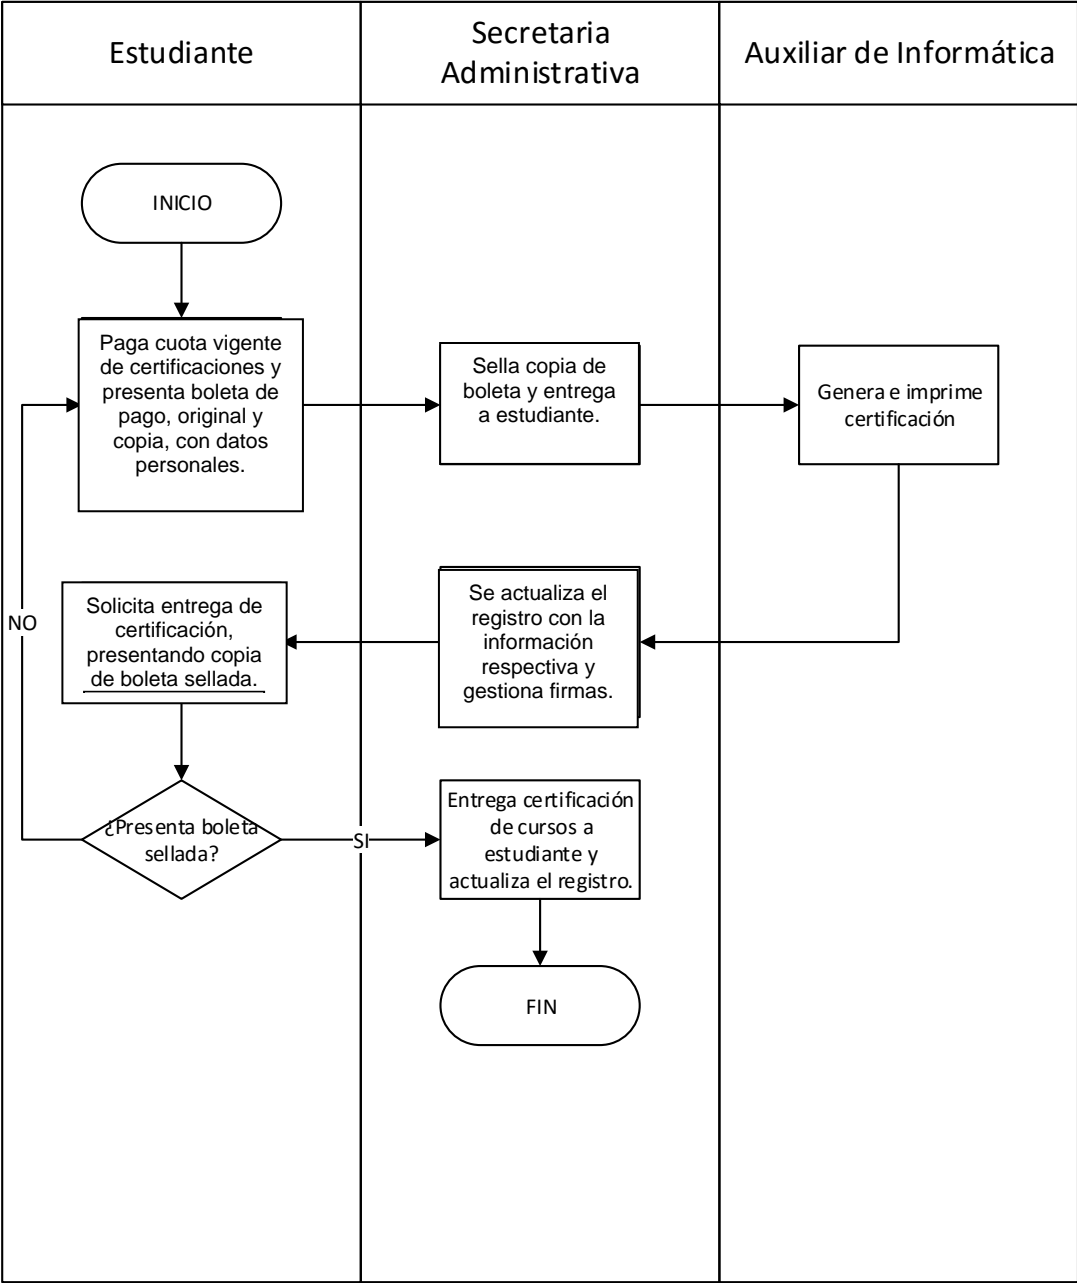 Estudiante
Secretaria
Administrativa
Auxiliar de Informática
INICIO
Paga cuota vigente
de certificaciones y
presenta boleta de
pago, original y
copia, con datos
personales.
Sella copia de
boleta y entrega
a estudiante.
Genera e imprime
certificación
Solicita entrega de
certificación,
presentando copia
de boleta sellada.
Se actualiza el
registro con la
información
respectiva y
gestiona firmas.
NO
¿Presenta boleta
sellada?
SI
Entrega certificación
de cursos a
estudiante y
actualiza el registro.
FIN